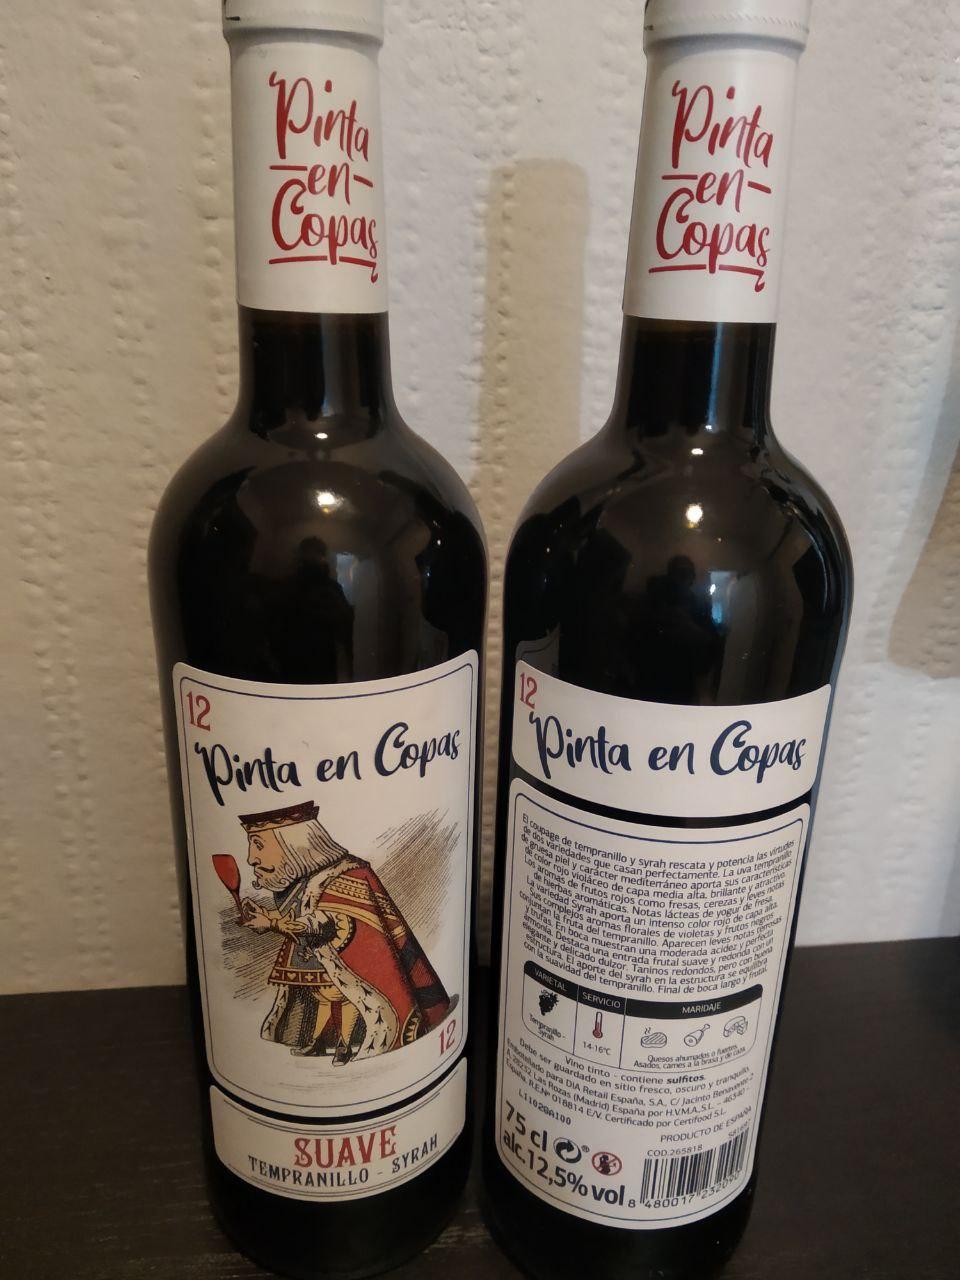 Pinta
en
Copas
12
Pinta en Copas
12
SUAVE
TEMPRANILLO - SYRAH
Pinta
en
Copas
12
Pinta en Copas
El coupage de tempranillo y syrah rescata y potencia las virtudes
de dos variedades que casan perfectamente. La uva tempranillo
de gruesa piel y carácter mediterráneo aporta sus características
de color rojo violáceo de capa media alta, brillante y atractivo.
Los aromas de frutos rojos como fresas, cerezas y leves notas
de hierbas aromáticas. Notas lácteas de yogur de fresa.
La variedad Syrah aporta un intenso color rojo de capa alta.
Sus complejos aromas florales de violetas y frutos negros
conjuntan la fruta del tempranillo. Aparecen leves notas terrosas
y trufas. En boca muestran una moderada acidez y perfecta
armonía. Destaca una entrada frutal suave y redonda con un
elegante y delicado dulzor. Taninos redondos, pero con buena
estructura. El aporte del syrah en la estructura se equilibra
con la suavidad del tempranillo. Final de boca largo y frutal.
VARIETAL
SERVICIO
MARIDAJE
Tempranillo -
Syrah
14-16°C
Quesos ahumados o fuertes.
Asados, carnes a la brasa y de caza.
Vino tinto - contiene sulfitos.
Debe ser guardado en sitio fresco, oscuro y tranquilo.
Embotellado para DIA Retail España, S.A. C/ Jacinto Benavente 2
A. 28232 Las Rozas (Madrid) España por H.V.M.A.S.L. - 46340 -
España. R.E.Nº 018814 E/V. Certificado por Certifood S.L.
L11028A100
PRODUCTO DE ESPAÑA
COD.265818
75 cl
alc.12,5% vol
8 480017